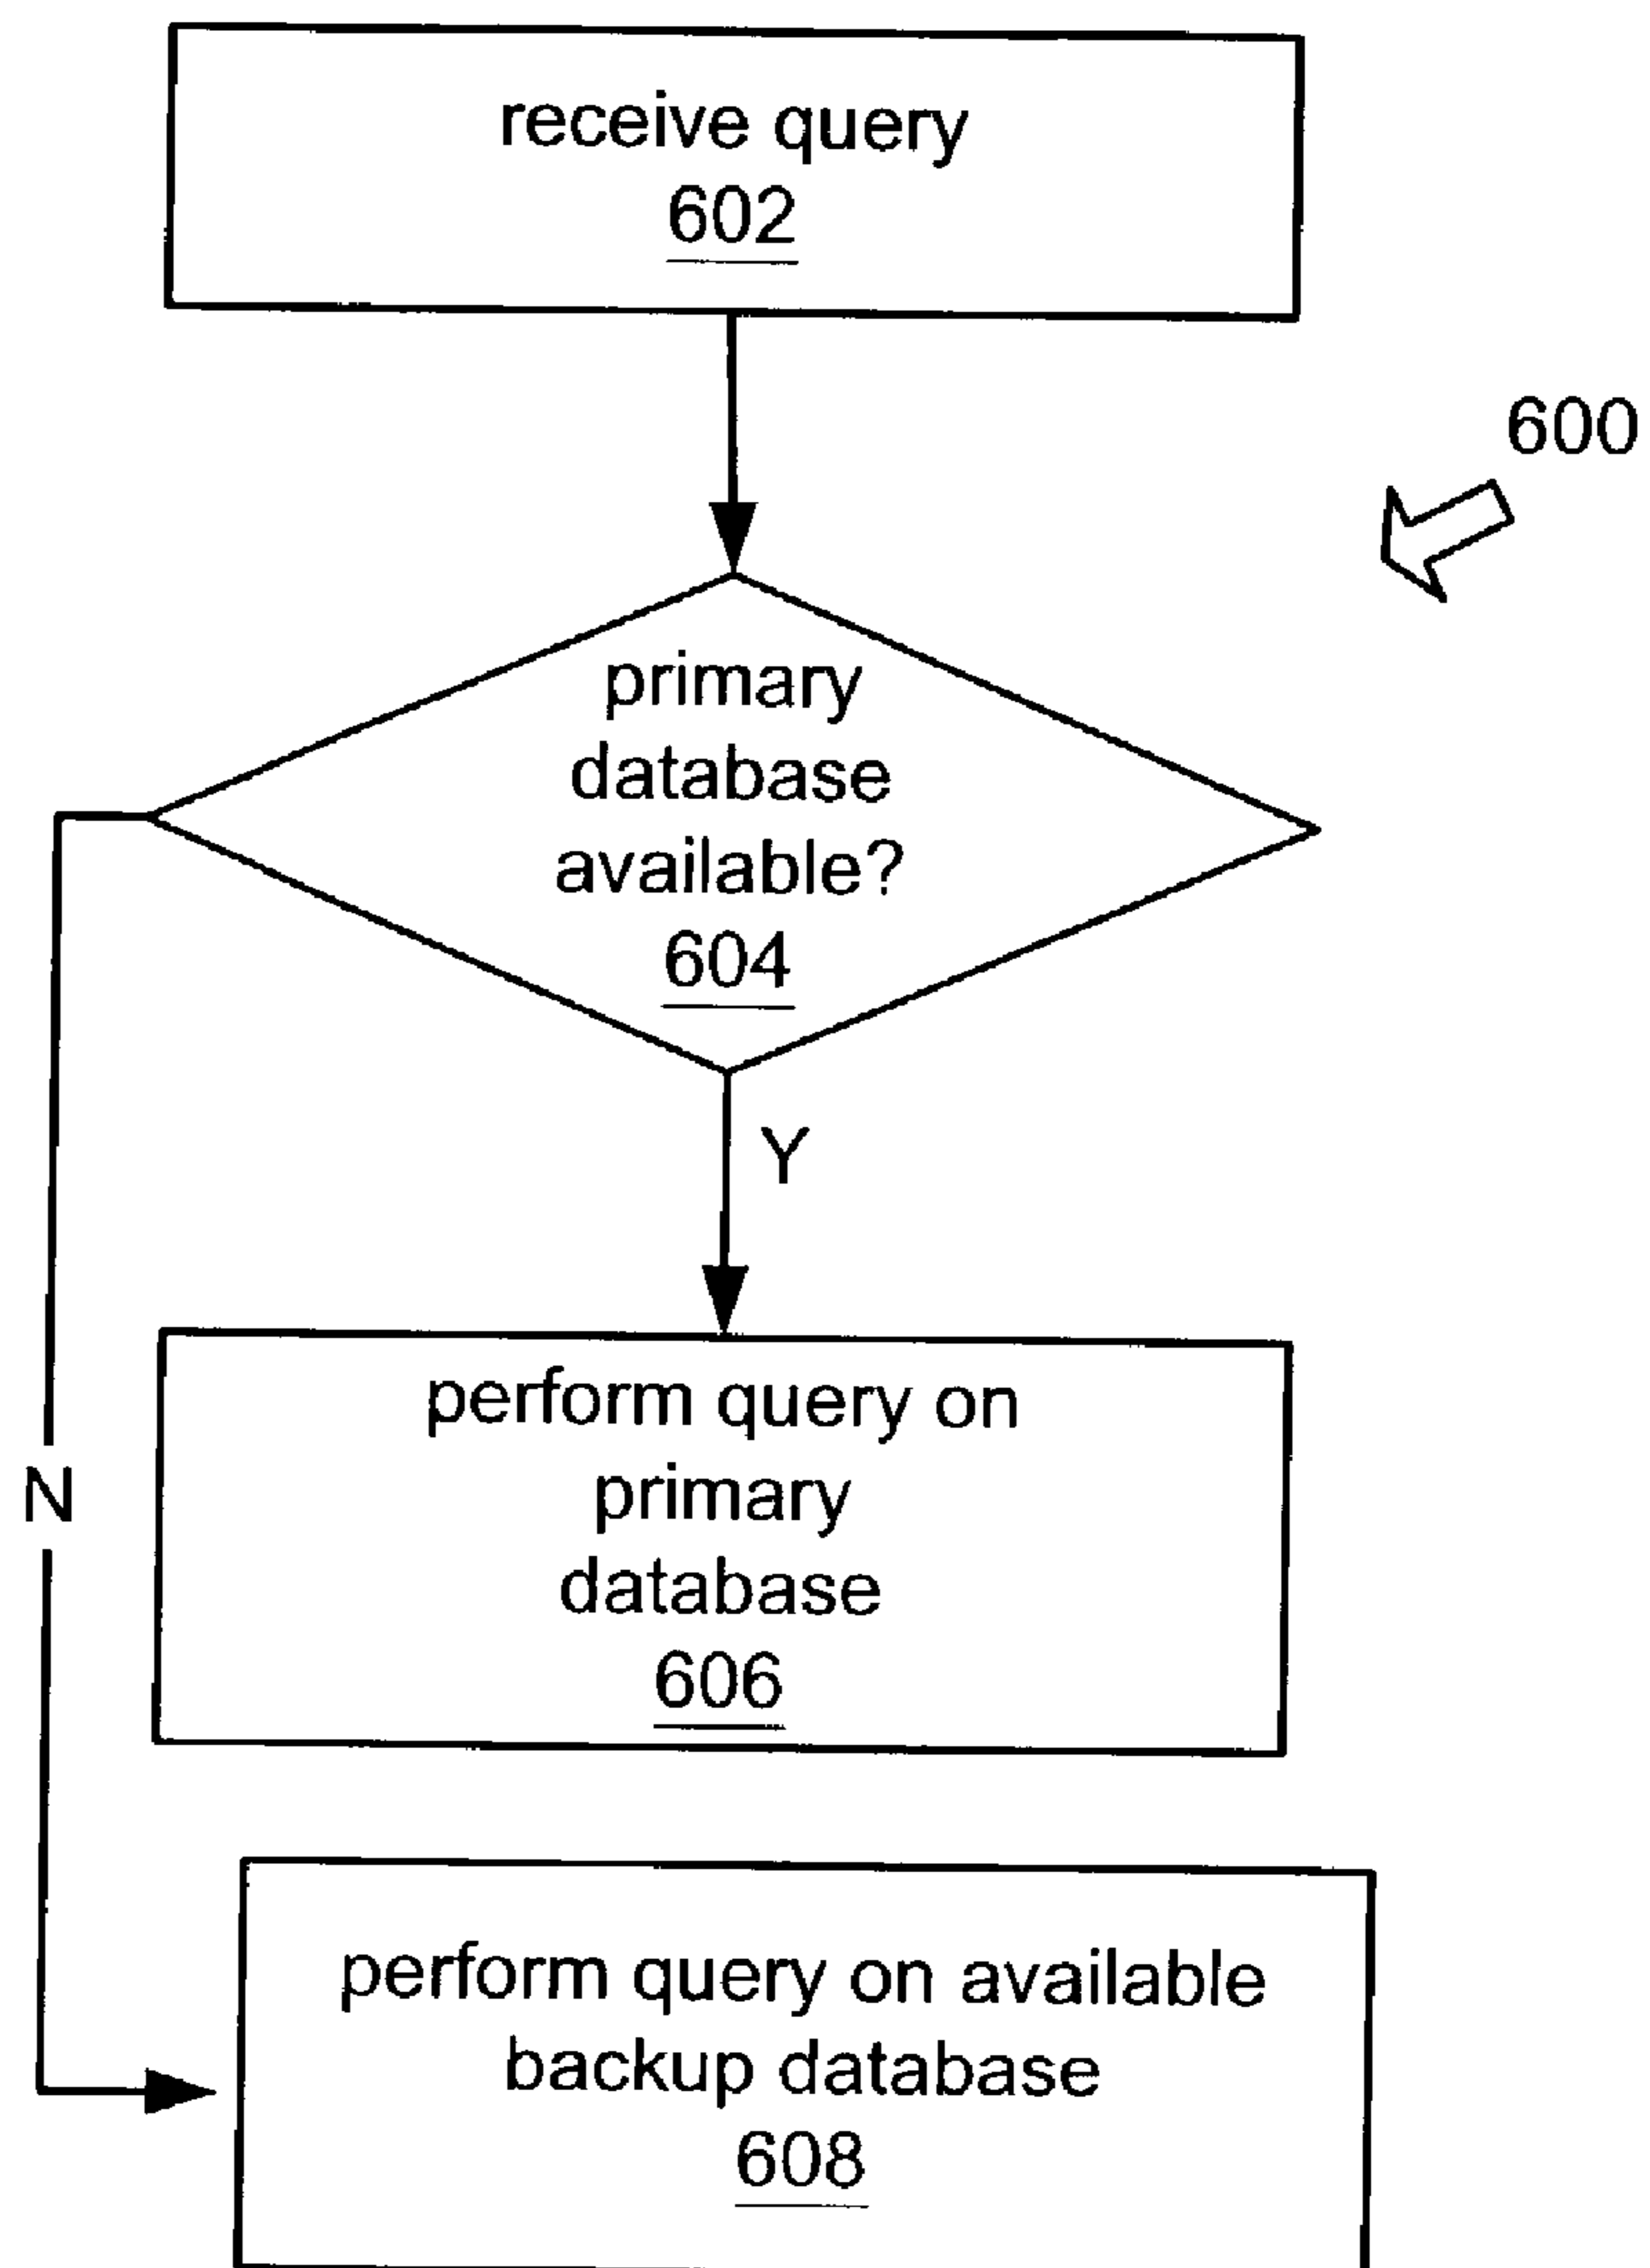 receive query
602
600
primary
database
available?
604
Y
perform query on
primary
database
606
N
perform query on available
backup database
608